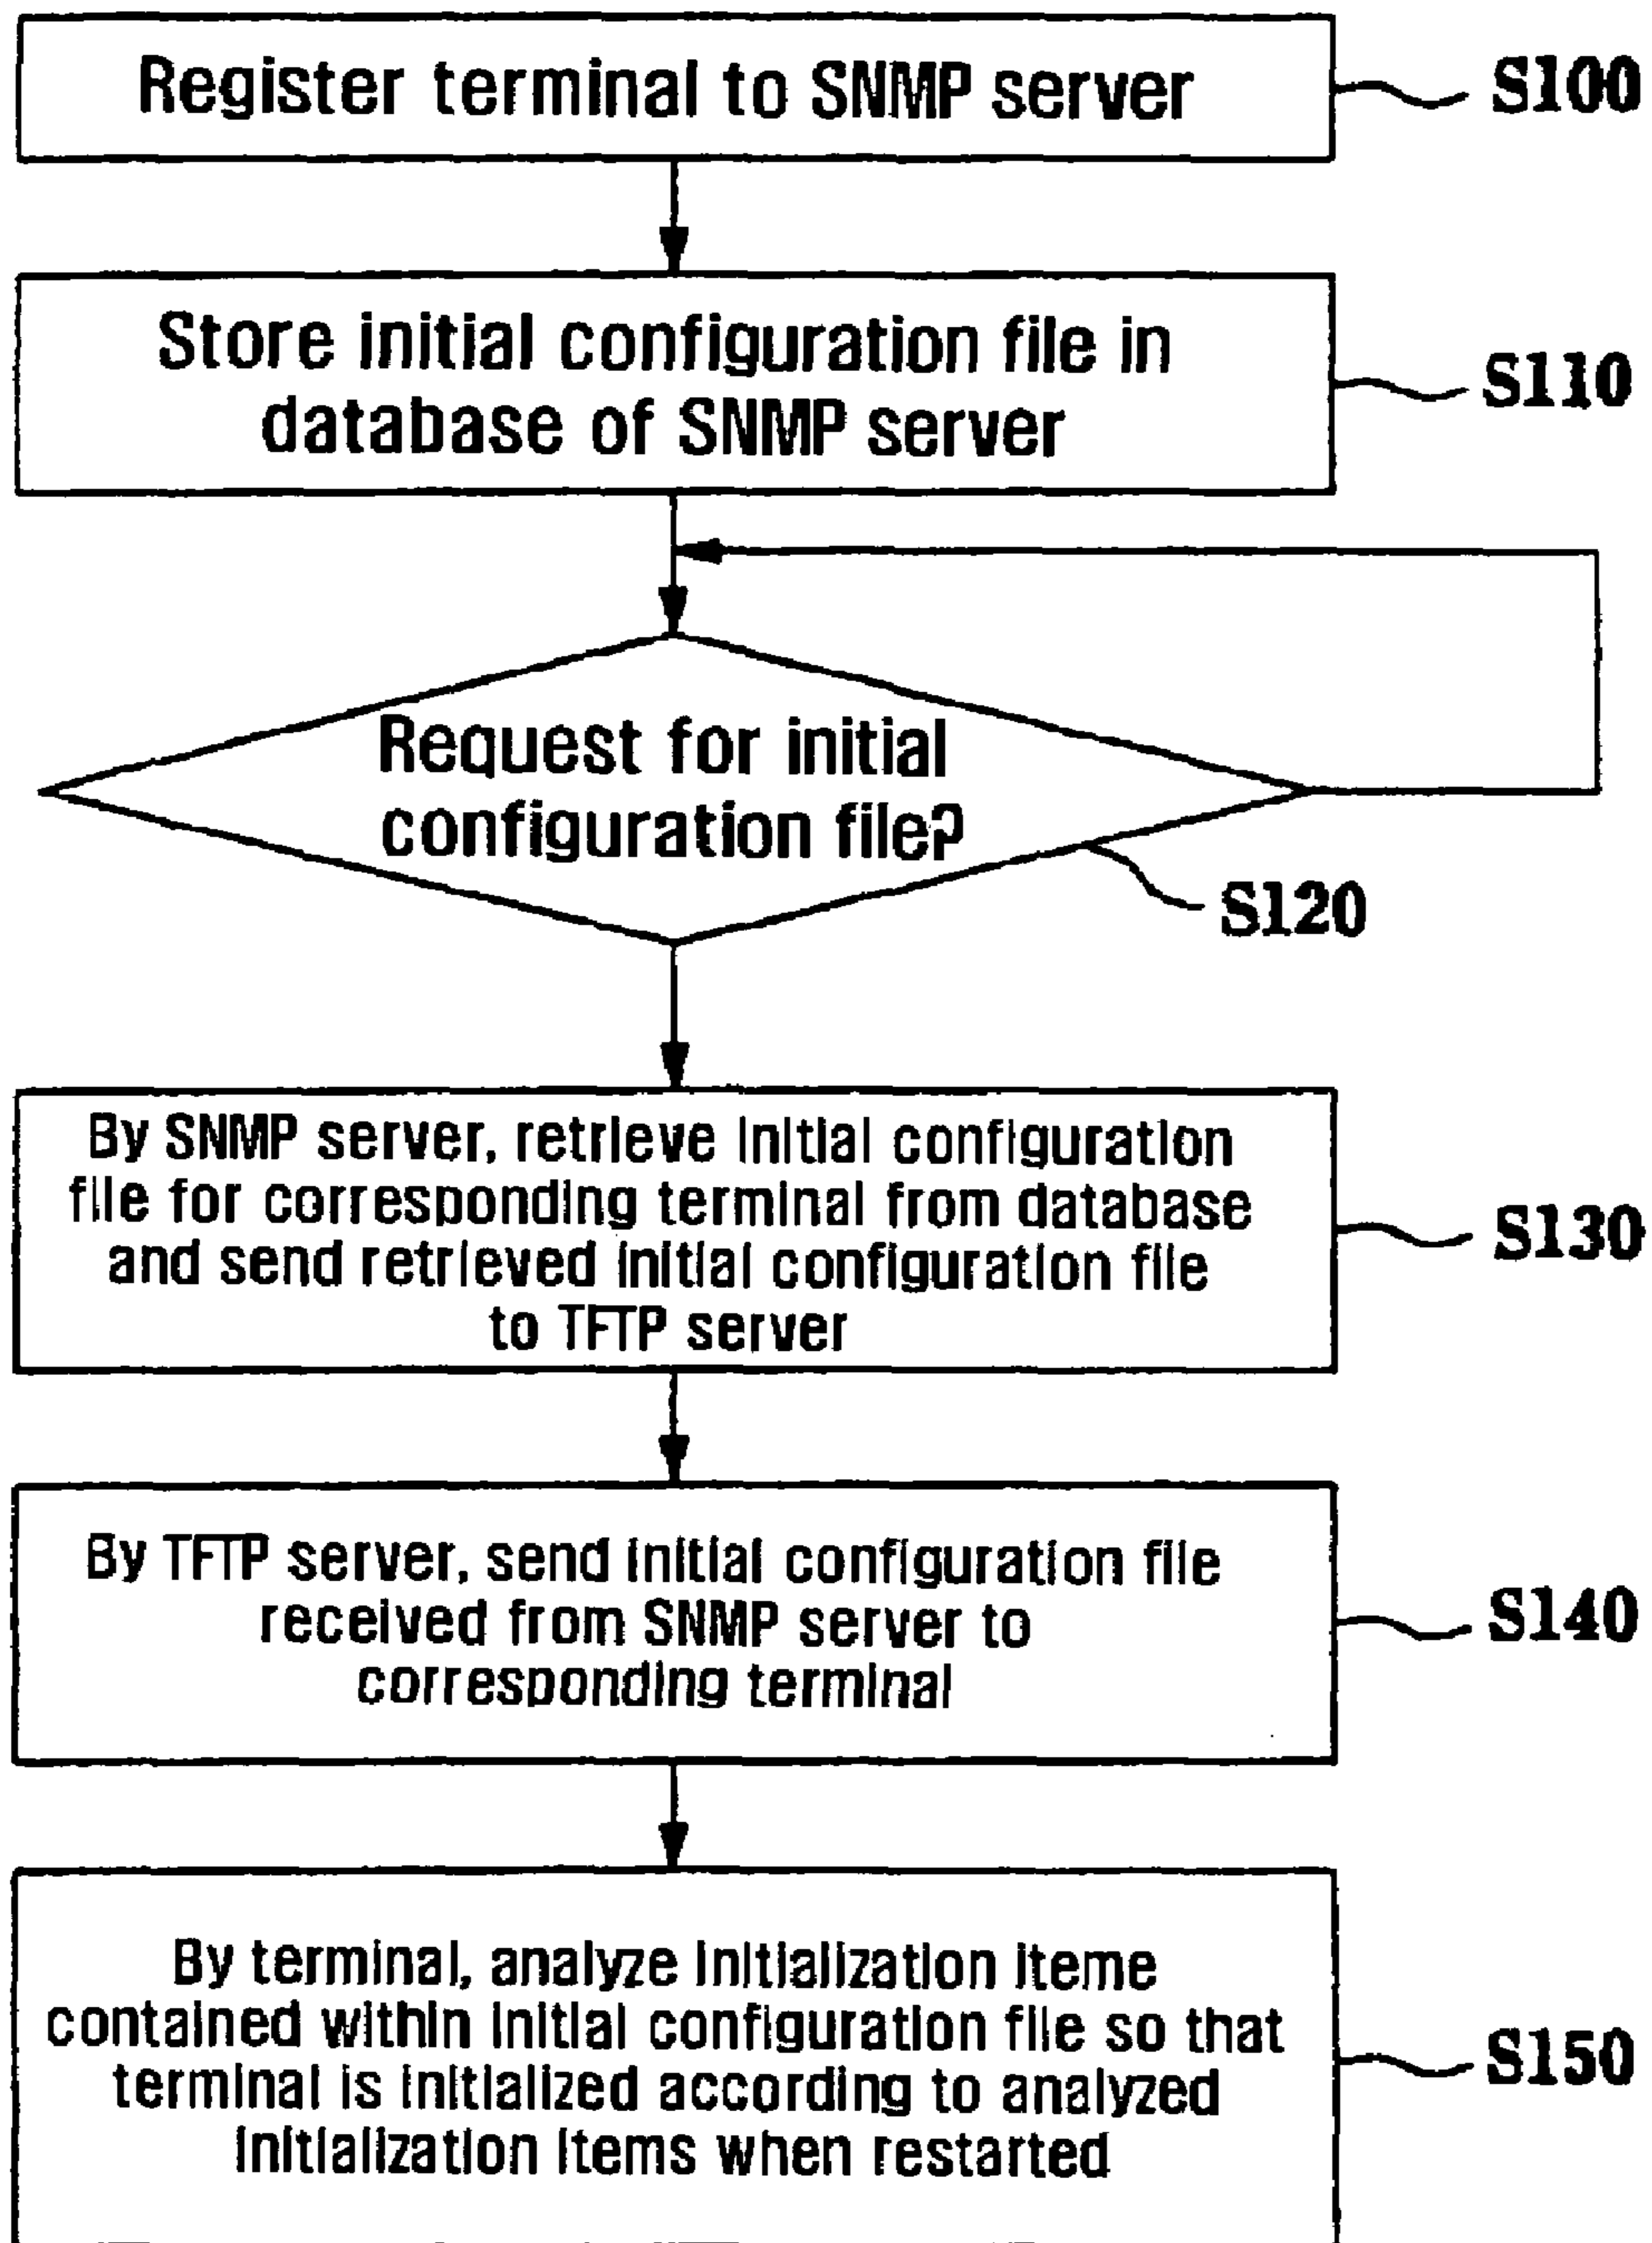 Register terminal to SNMP server
S100
Store initial configuration file in
database of SNMP server
S110
Request for initial
configuration file?
S120
By SNMP server, retrieve initial configuration
file for corresponding terminal from database
and send retrieved initial configuration file
to TFTP server
S130
By TFTP server, send initial configuration file
received from SNMP server to
corresponding terminal
S140
By terminal, analyze initialization iteme
contained within initial configuration file so that
terminal is initialized according to analyzed
initialization items when restarted
S150